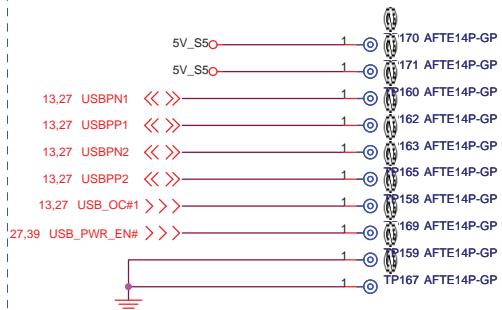 5V_S5 1 TP170 AFTE14P-GP
5V_S5 1 TP171 AFTE14P-GP
13,27 USBPN1 1 TP160 AFTE14P-GP
13,27 USBPP1 1 TP162 AFTE14P-GP
13,27 USBPN2 1 TP163 AFTE14P-GP
13,27 USBPP2 1 TP165 AFTE14P-GP
13,27 USB_OC#1 1 TP158 AFTE14P-GP
27,39 USB_PWR_EN# 1 TP169 AFTE14P-GP
1 TP159 AFTE14P-GP
1 TP167 AFTE14P-GP